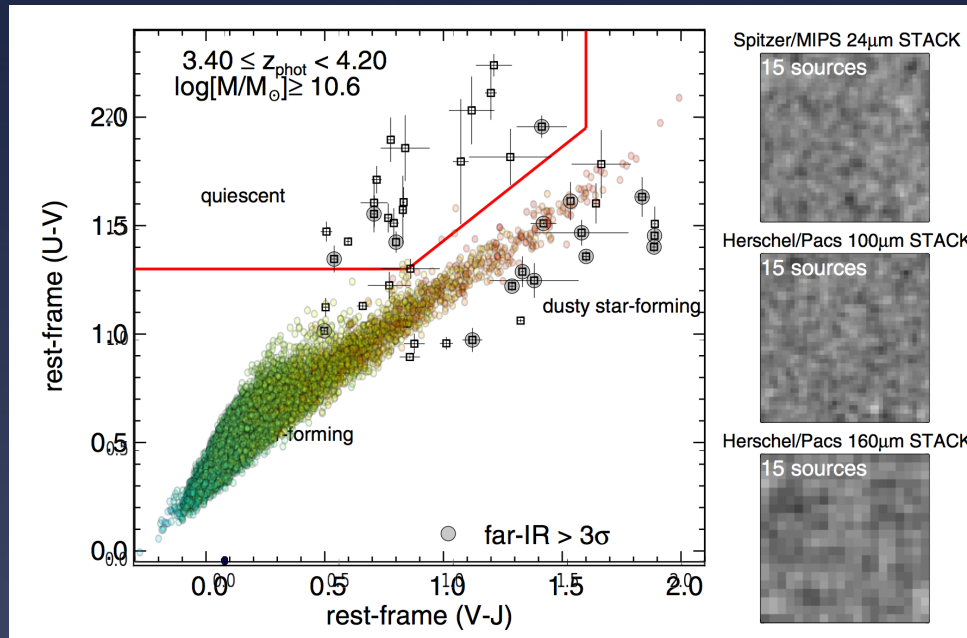 3.40 ≤ z_phot < 4.20
log[M/M⊙]≥ 10.6
quiescent
dusty star-forming
-forming
far-IR > 3σ
2.0
1.5
1.0
0.5
0.0
0.0 0.5 1.0 1.5 2.0
rest-frame (U-V)
rest-frame (V-J)
Spitzer/MIPS 24μm STACK
15 sources
Herschel/Pacs 100μm STACK
15 sources
Herschel/Pacs 160μm STACK
15 sources